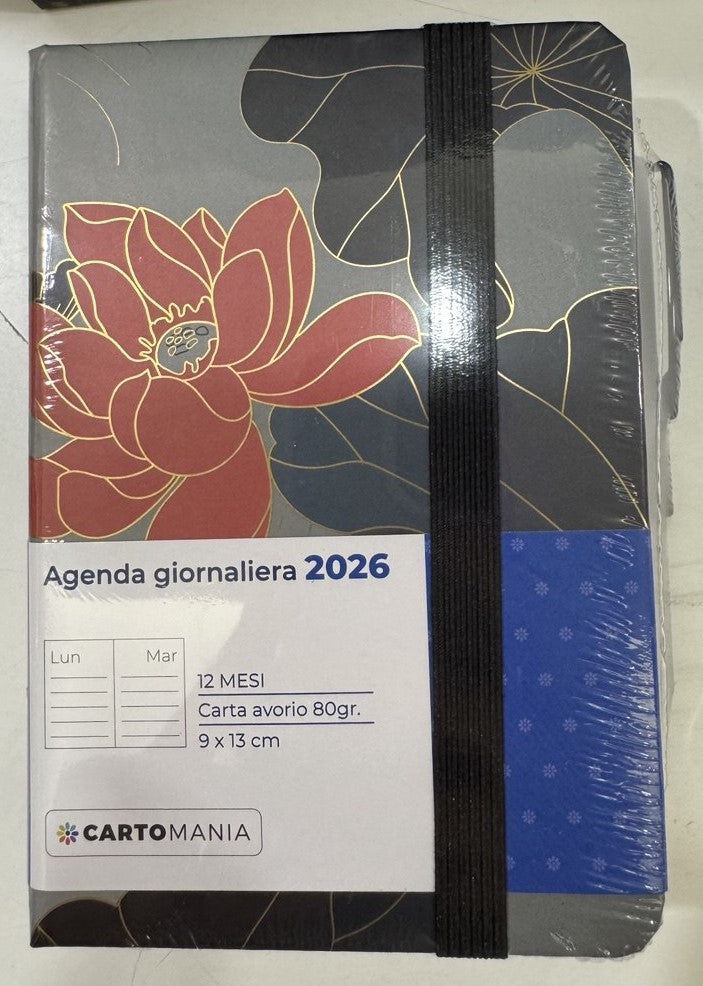 Agenda giornaliera 2026
Lun Mar
12 MESI
Carta avorio 80gr.
9 x 13 cm
CARTOMANIA